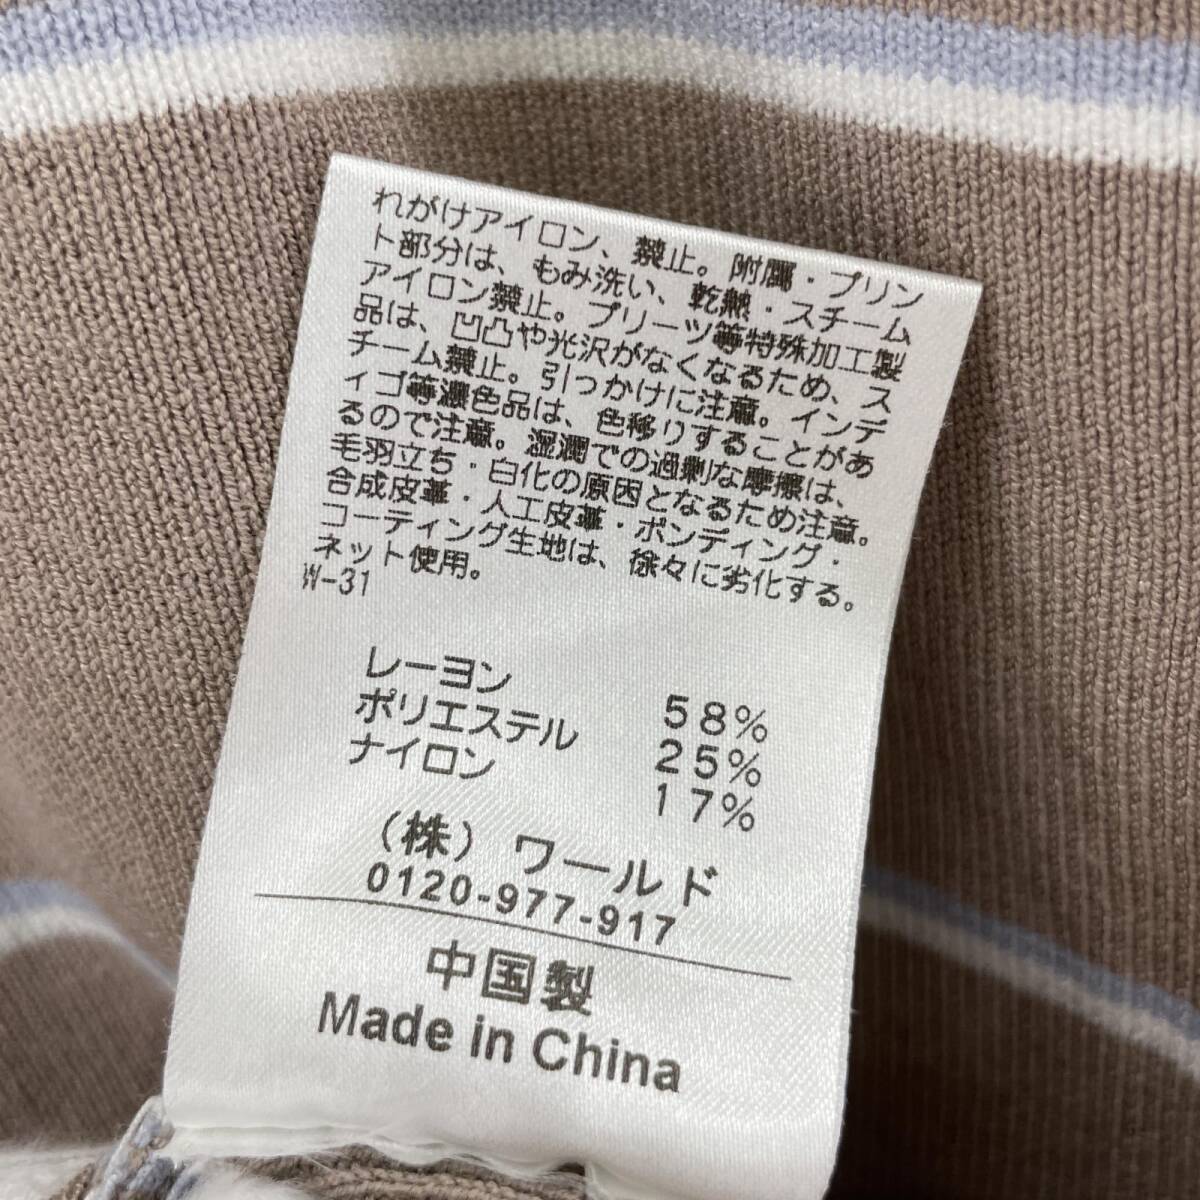 れがけアイロン、禁止。附属・プリン
ト部分は、もみ洗い、乾熱・スチーム
アイロン禁止。プリーツ等特殊加工製
品は、凹凸や光沢がなくなるため、ス
チーム禁止。引っかけに注意。インデ
ィゴ等濃色品は、色移りすることがあ
るので注意。湿潤での過剰な摩擦は、
毛羽立ち・白化の原因となるため注意。
合成皮革・人工皮革・ボンディング・
コーティング生地は、徐々に劣化する。
ネット使用。
W-31
レーヨン 58%
ポリエステル 25%
ナイロン 17%
(株) ワールド
0120-977-917
中国製
Made in China